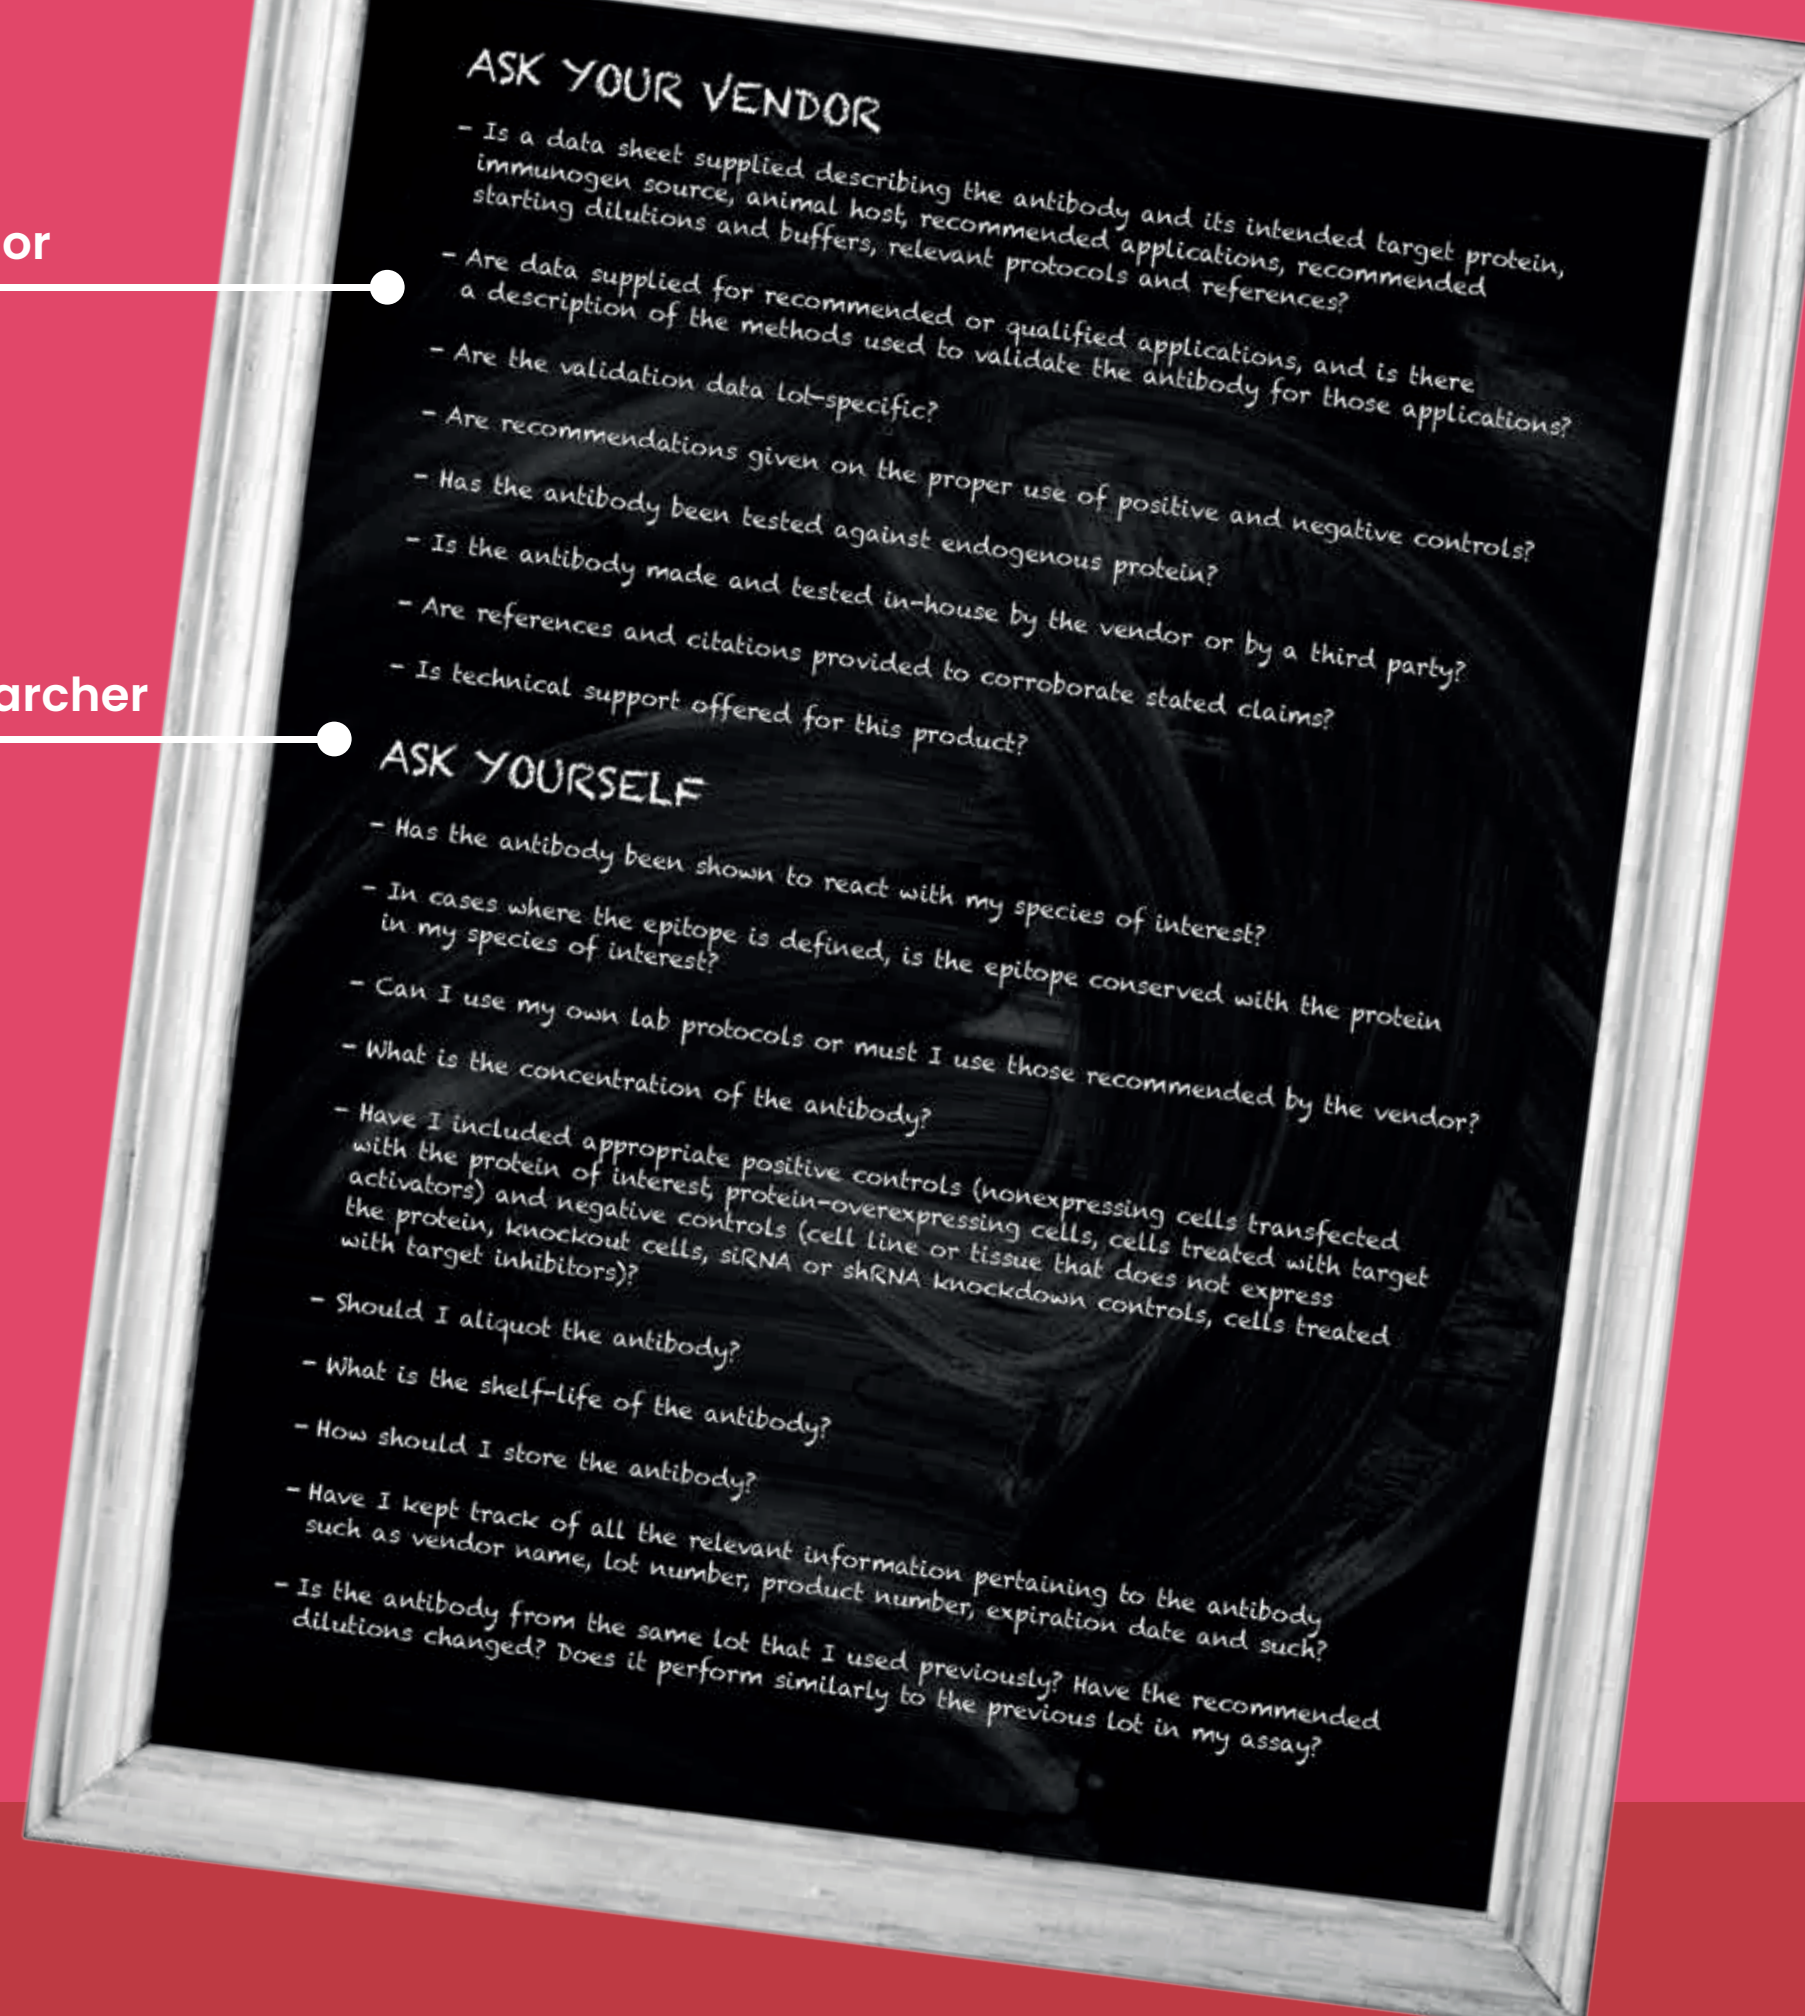 or
archer
ASK YOUR VENDOR
- Is a data sheet supplied describing the antibody and its intended target protein,
immunogen source, animal host, recommended applications, recommended
starting dilutions and buffers, relevant protocols and references?
- Are data supplied for recommended or qualified applications, and is there
a description of the methods used to validate the antibody for those applications?
- Are the validation data lot-specific?
- Are recommendations given on the proper use of positive and negative controls?
- Has the antibody been tested against endogenous protein?
- Is the antibody made and tested in-house by the vendor or by a third party?
- Are references and citations provided to corroborate stated claims?
- Is technical support offered for this product?
ASK YOURSELF
- Has the antibody been shown to react with my species of interest?
- In cases where the epitope is defined, is the epitope conserved with the protein
in my species of interest?
- Can I use my own lab protocols or must I use those recommended by the vendor?
- What is the concentration of the antibody?
- Have I included appropriate positive controls (nonexpressing cells transfected
with the protein of interest, protein-overexpressing cells, cells treated with target
activators) and negative controls (cell line or tissue that does not express
the protein, knockout cells, siRNA or shRNA knockdown controls, cells treated
with target inhibitors)?
- Should I aliquot the antibody?
- What is the shelf-life of the antibody?
- How should I store the antibody?
- Have I kept track of all the relevant information pertaining to the antibody
such as vendor name, lot number, product number, expiration date and such?
- Is the antibody from the same lot that I used previously? Have the recommended
dilutions changed? Does it perform similarly to the previous lot in my assay?